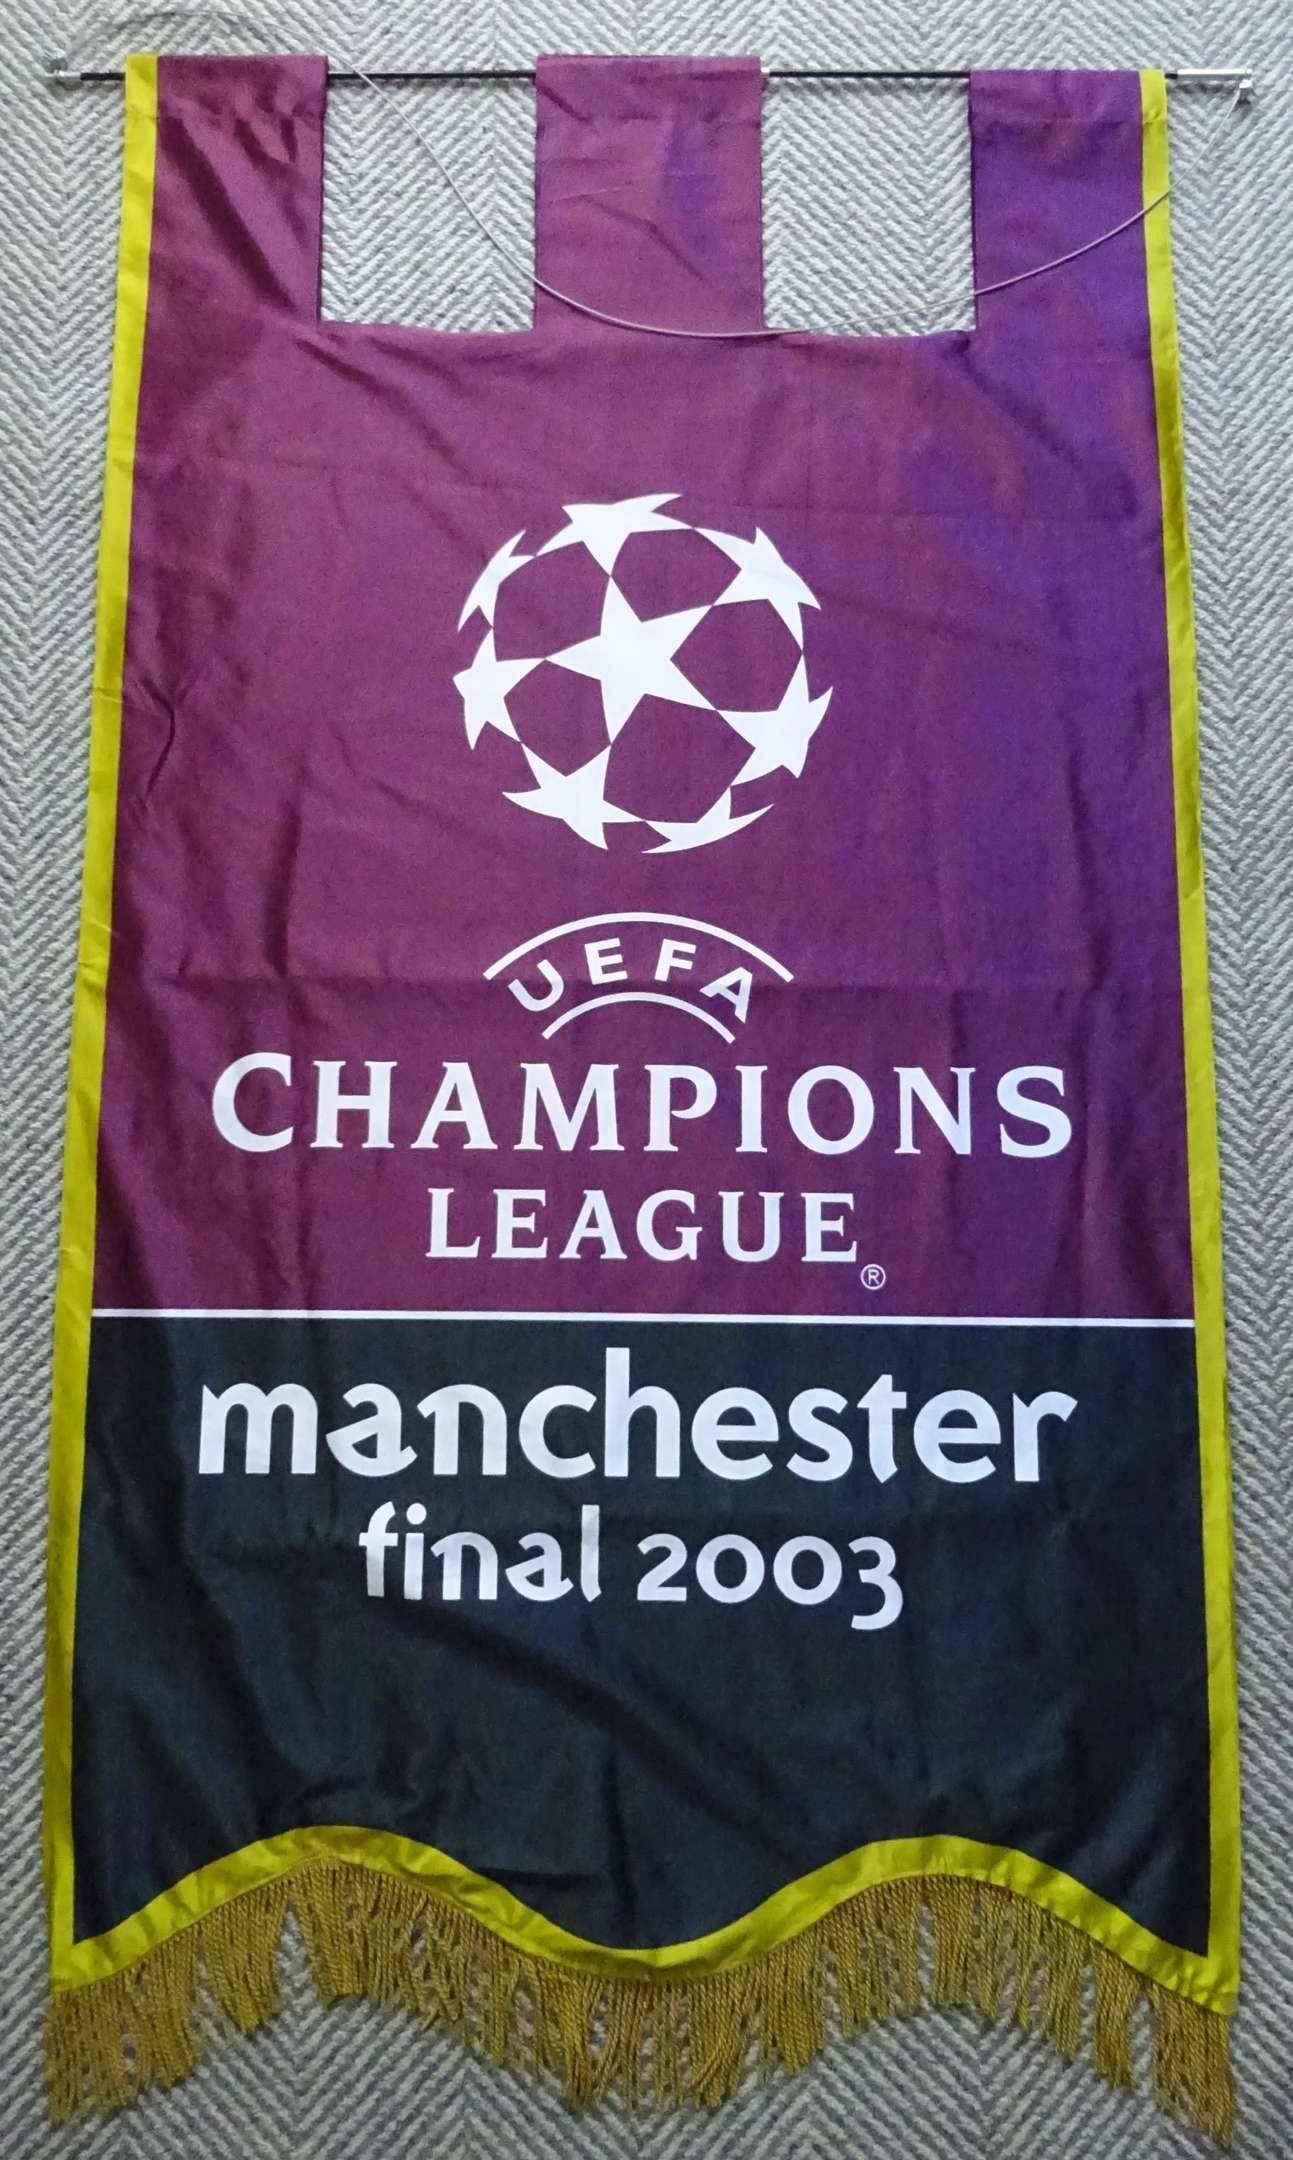 UEFA
CHAMPIONS
LEAGUE®
manchester
final 2003